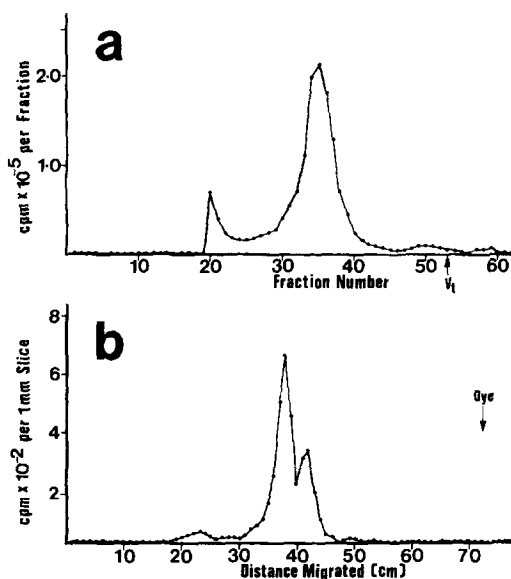 a
cpm x 10⁻⁵ per Fraction
2·0
1·0
10 20 30 40 50 60
Fraction Number
Vt
b
cpm x 10⁻² per 1mm Slice
8
6
4
2
Dye
10 20 30 40 50 60 70
Distance Migrated (cm)